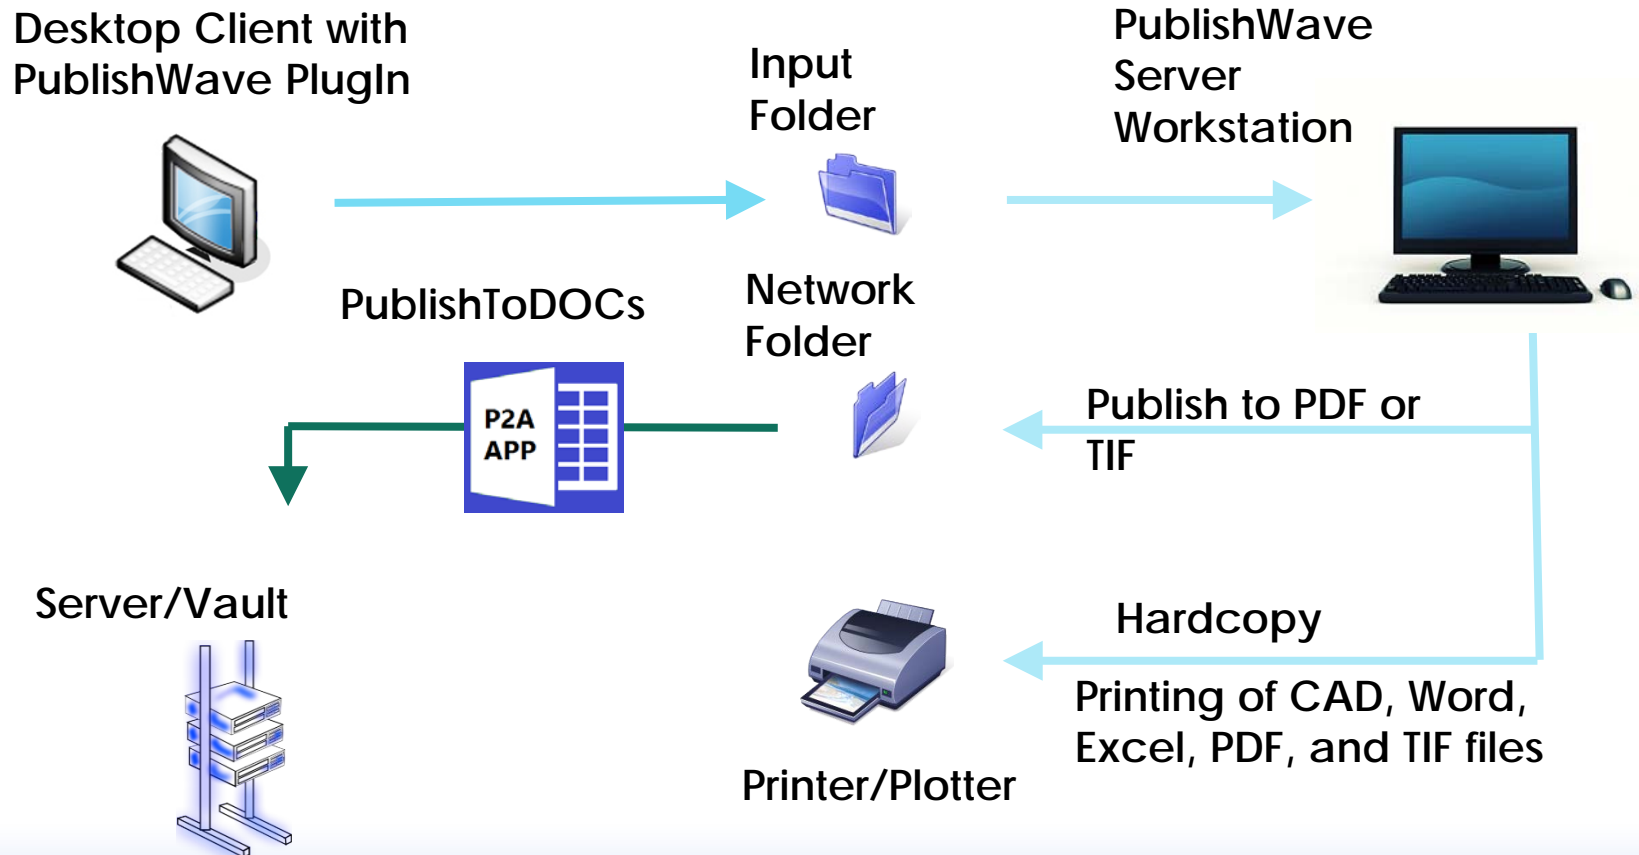 Desktop Client with
PublishWave PlugIn
Input
Folder
PublishWave
Server
Workstation
PublishToDOCs
Network
Folder
P2A
APP
Publish to PDF or
TIF
Server/Vault
Hardcopy
Printing of CAD, Word,
Excel, PDF, and TIF files
Printer/Plotter